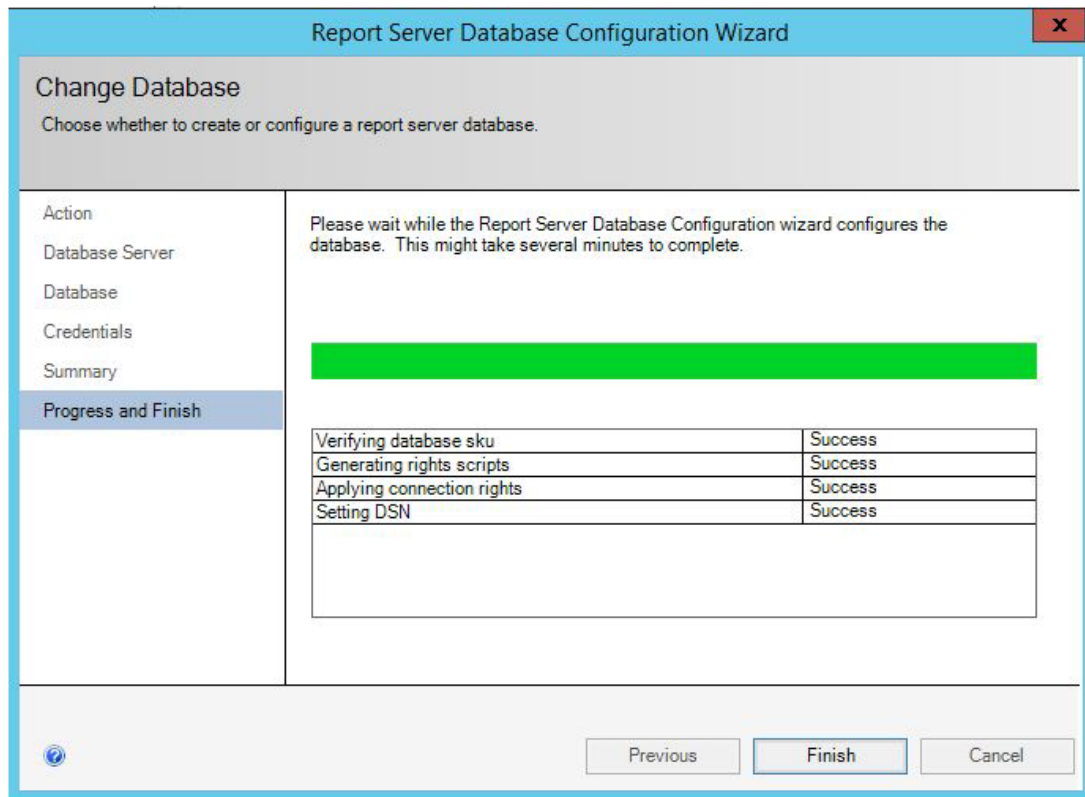 Report Server Database Configuration Wizard
x
Change Database
Choose whether to create or configure a report server database.
Action
Database Server
Database
Credentials
Summary
Progress and Finish
Please wait while the Report Server Database Configuration wizard configures the
database. This might take several minutes to complete.
Verifying database sku Success
Generating rights scripts Success
Applying connection rights Success
Setting DSN Success
? Previous Finish Cancel